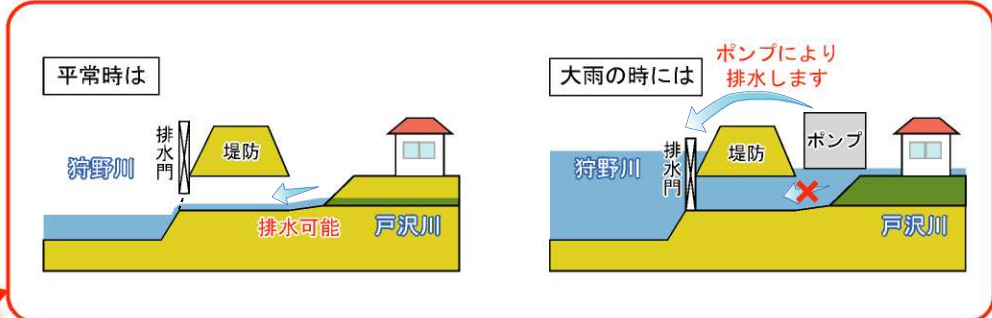 平常時は
排水門
堤防
狩野川
排水可能
戸沢川
大雨の時には
ポンプにより
排水します
ポンプ
排水門
堤防
狩野川
戸沢川